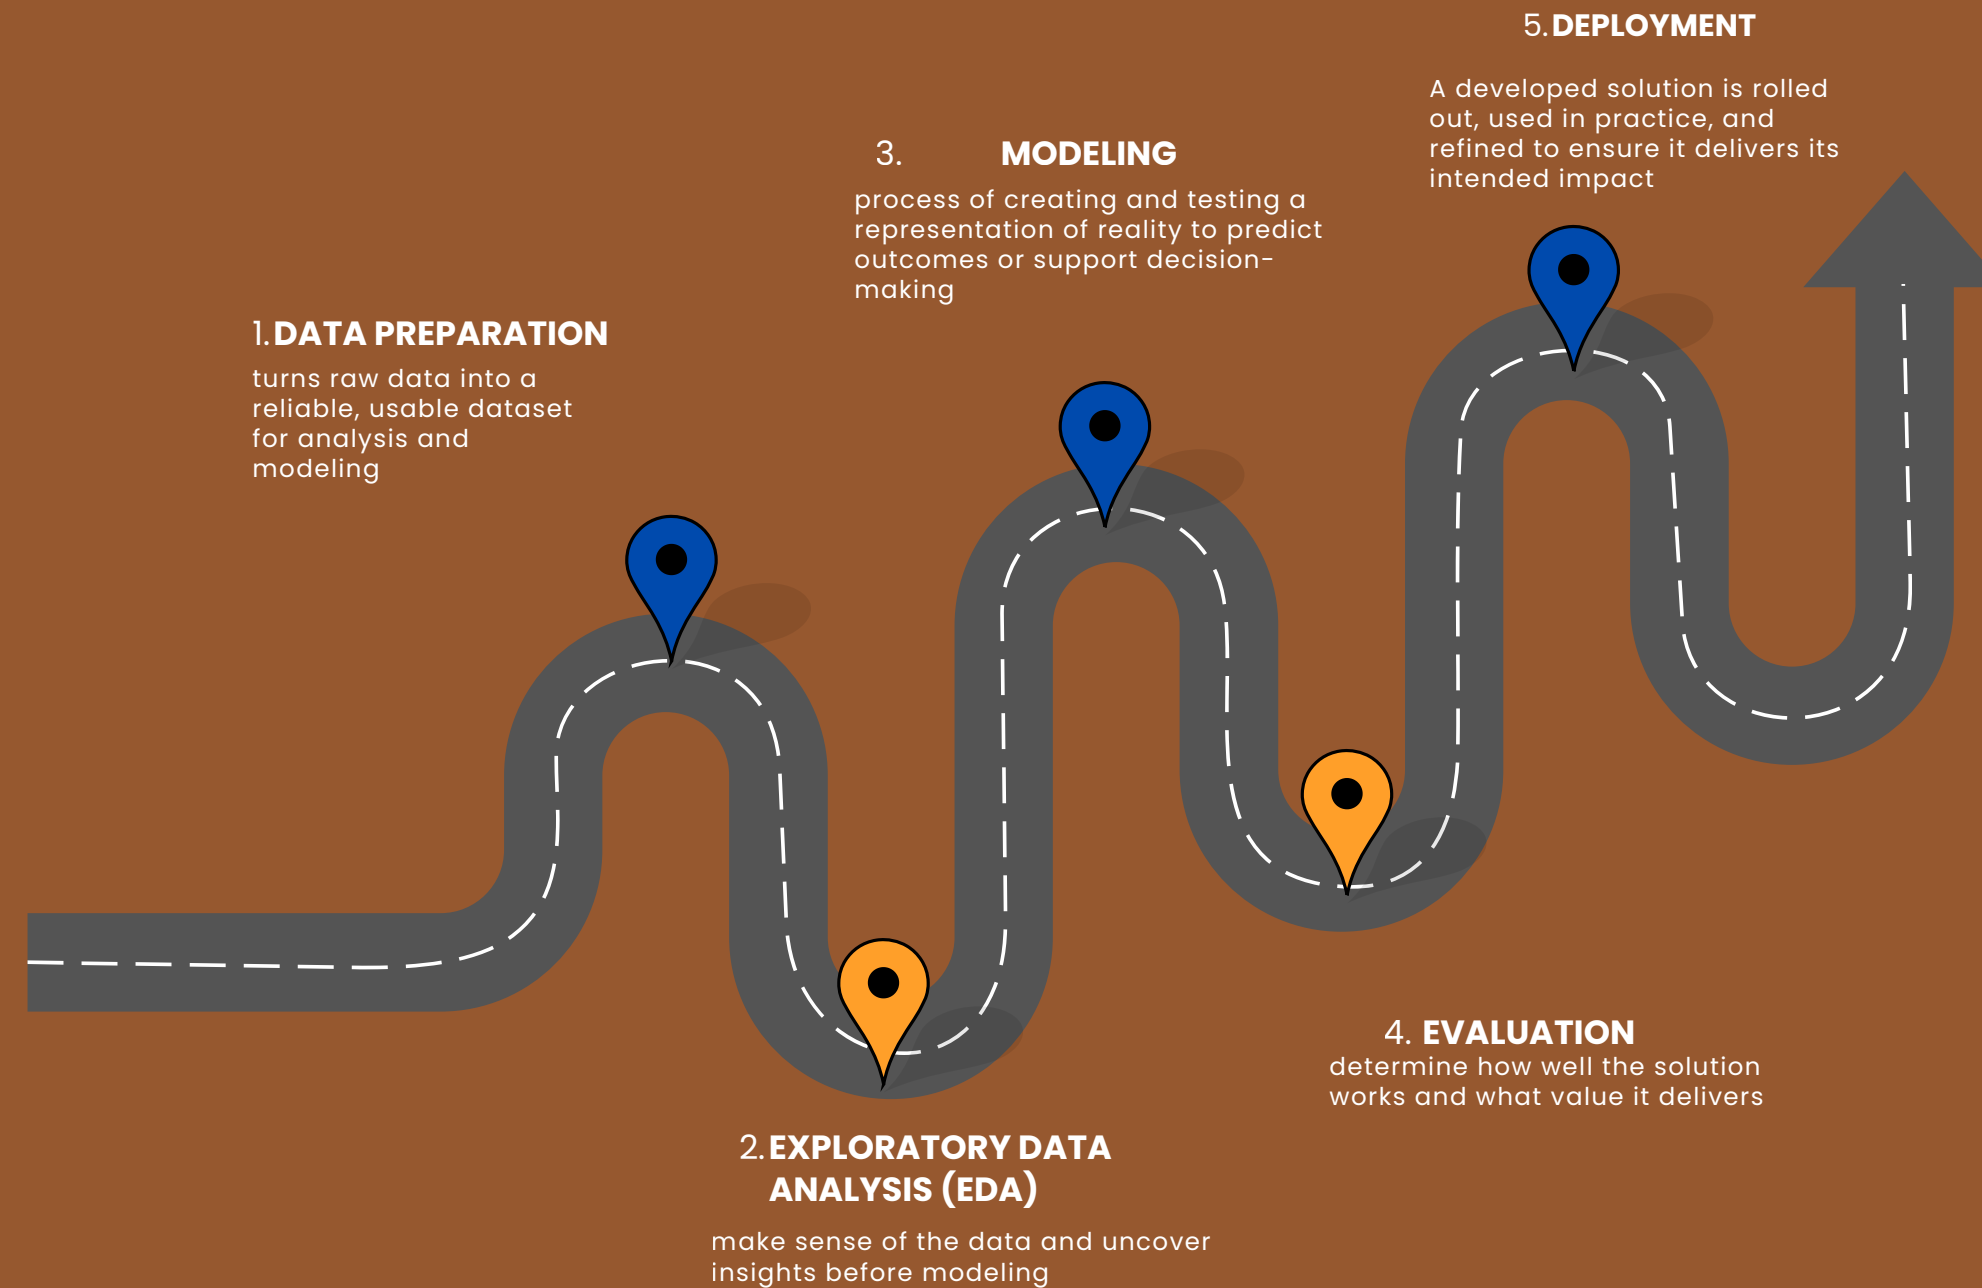 1. DATA PREPARATION
turns raw data into a
reliable, usable dataset
for analysis and
modeling
2. EXPLORATORY DATA
ANALYSIS (EDA)
make sense of the data and uncover
insights before modeling
3. MODELING
process of creating and testing a
representation of reality to predict
outcomes or support decision-
making
4. EVALUATION
determine how well the solution
works and what value it delivers
5. DEPLOYMENT
A developed solution is rolled
out, used in practice, and
refined to ensure it delivers its
intended impact